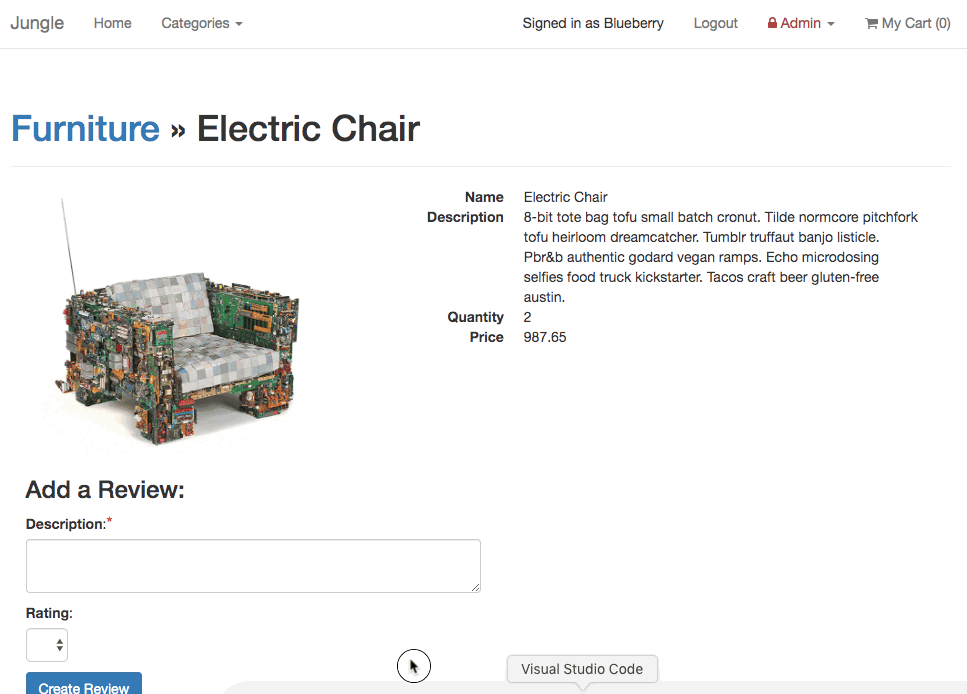 Jungle Home Categories Signed in as Blueberry Logout Admin My Cart (0)
Furniture » Electric Chair
Name Electric Chair
Description 8-bit tote bag tofu small batch cronut. Tilde normcore pitchfork
tofu heirloom dreamcatcher. Tumblr truffaut banjo listicle.
Pbr&b authentic godard vegan ramps. Echo microdosing
selfies food truck kickstarter. Tacos craft beer gluten-free
austin.
Quantity 2
Price 987.65
Add a Review:
Description:*
Rating:
Create Review
Visual Studio Code